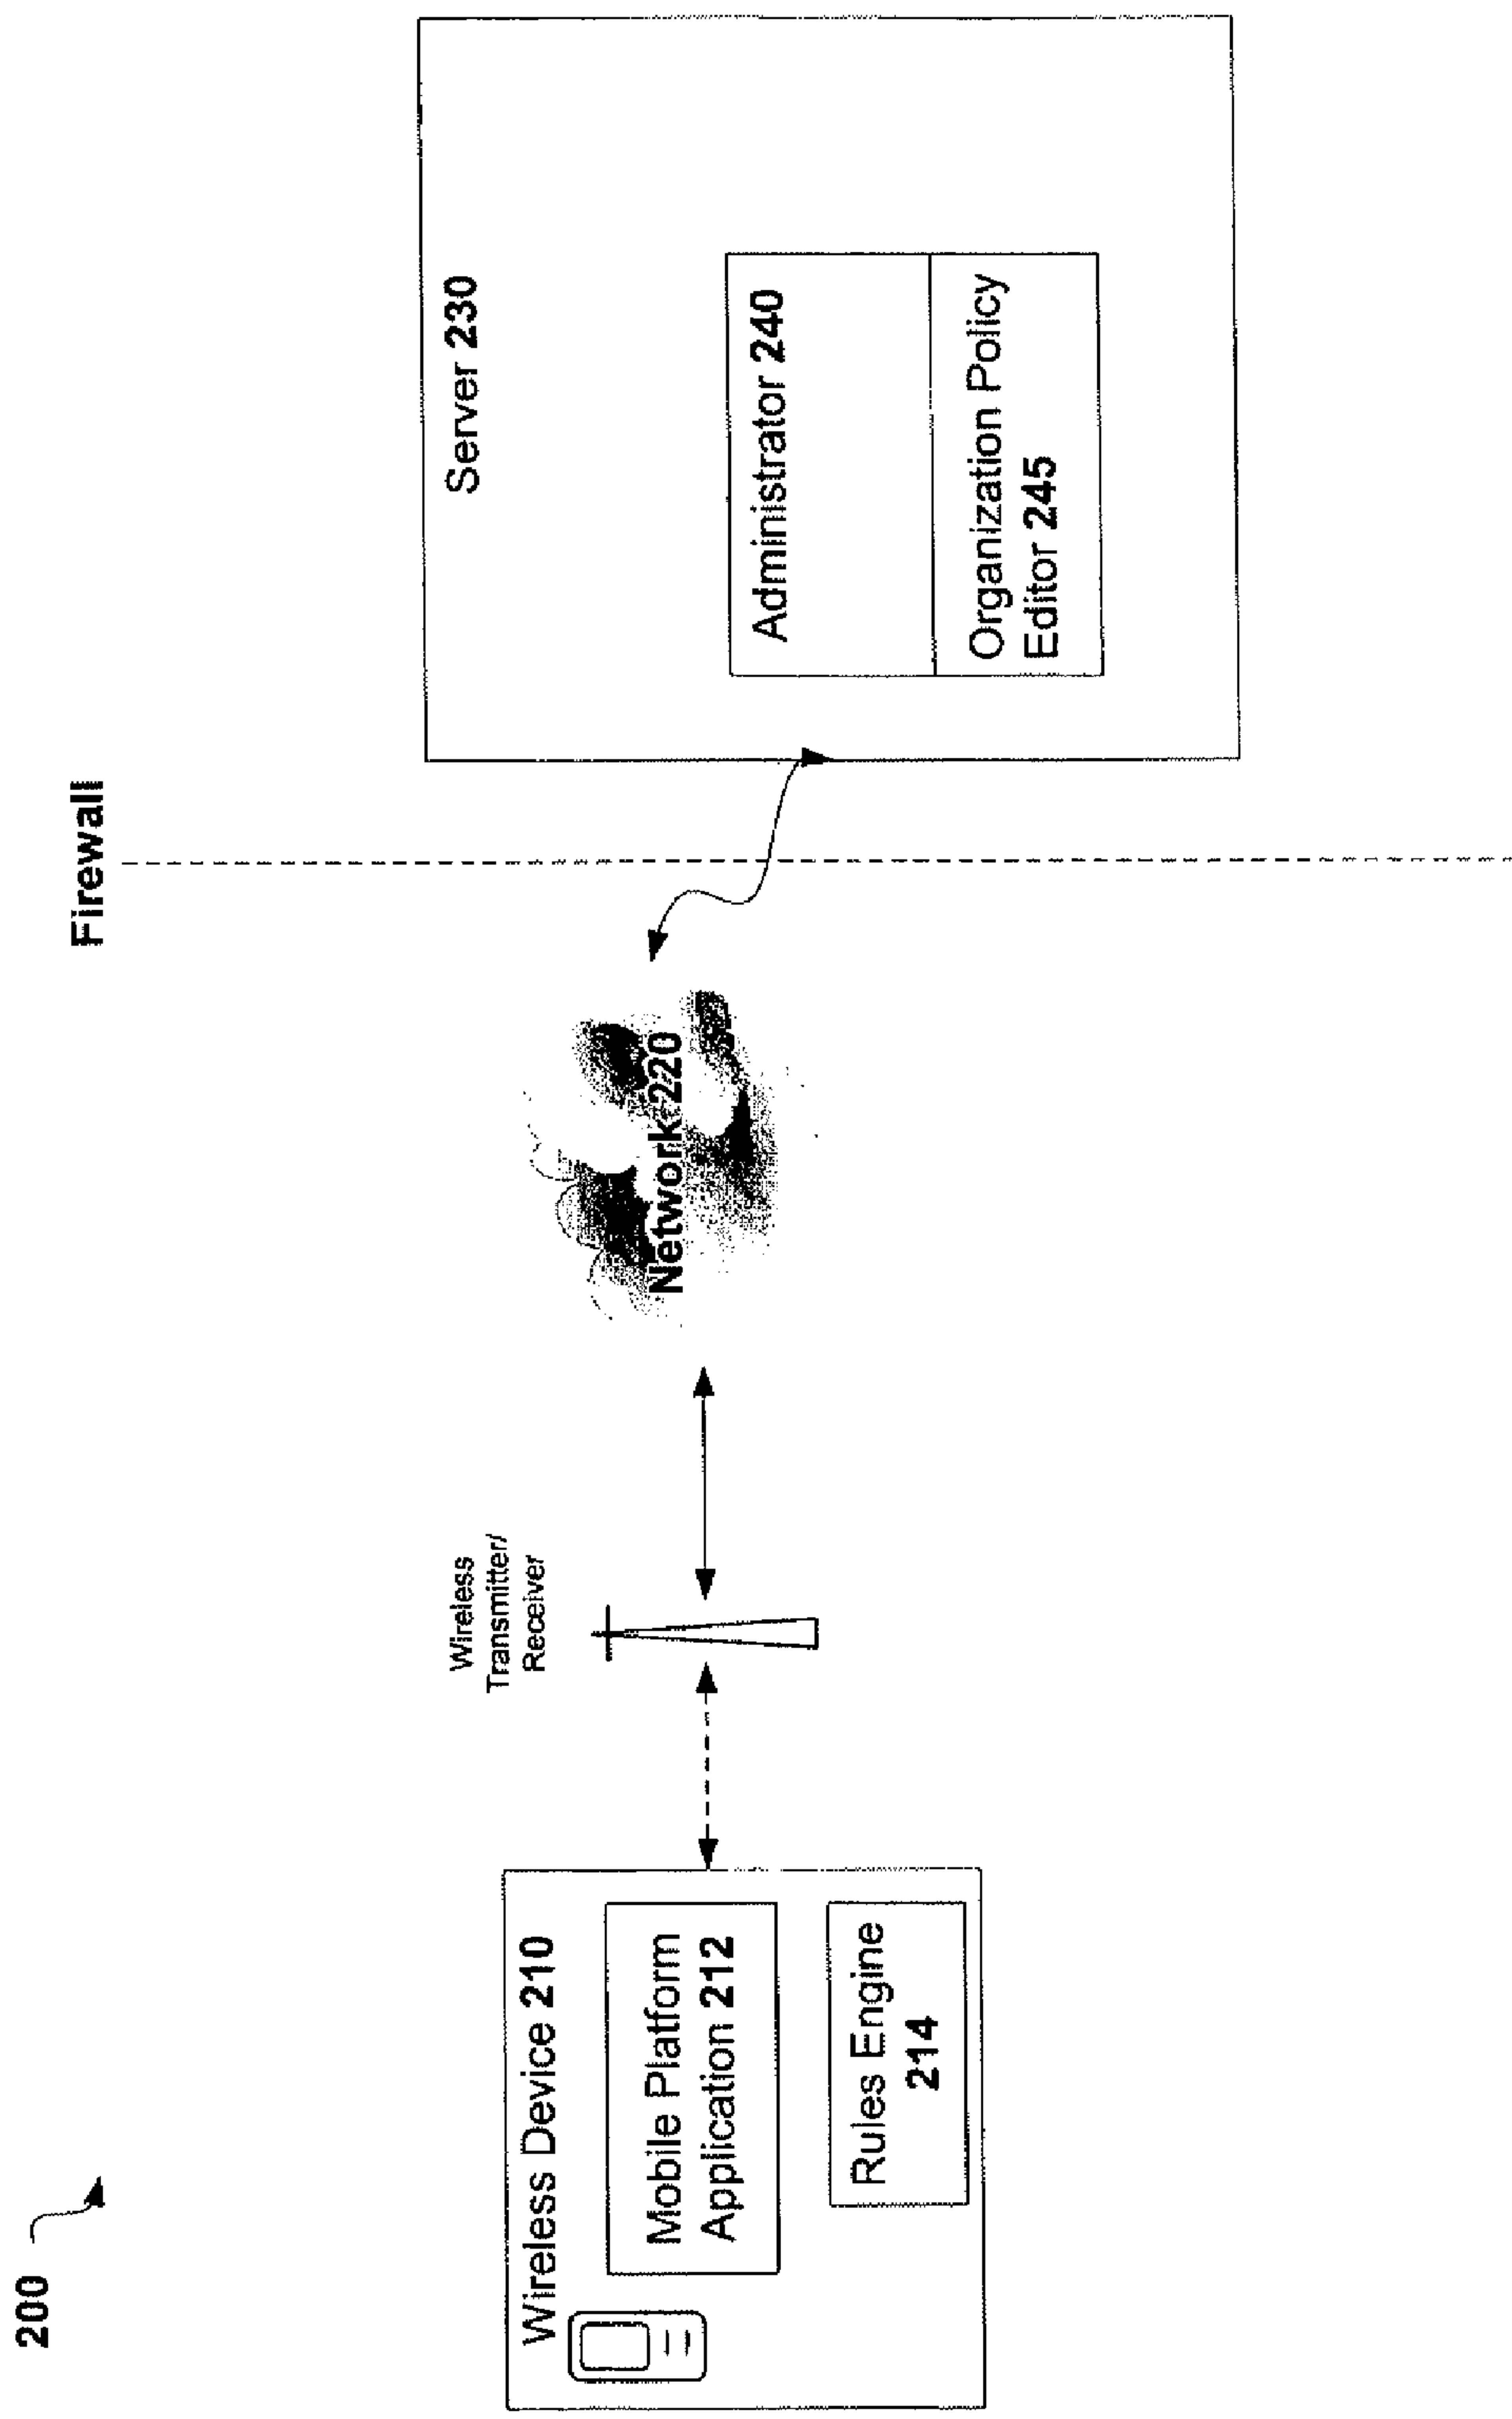 200
Firewall
Wireless Device 210
Mobile Platform
Application 212
Rules Engine
214
Wireless
Transmitter/
Receiver
Network 220
Server 230
Administrator 240
Organization Policy
Editor 245